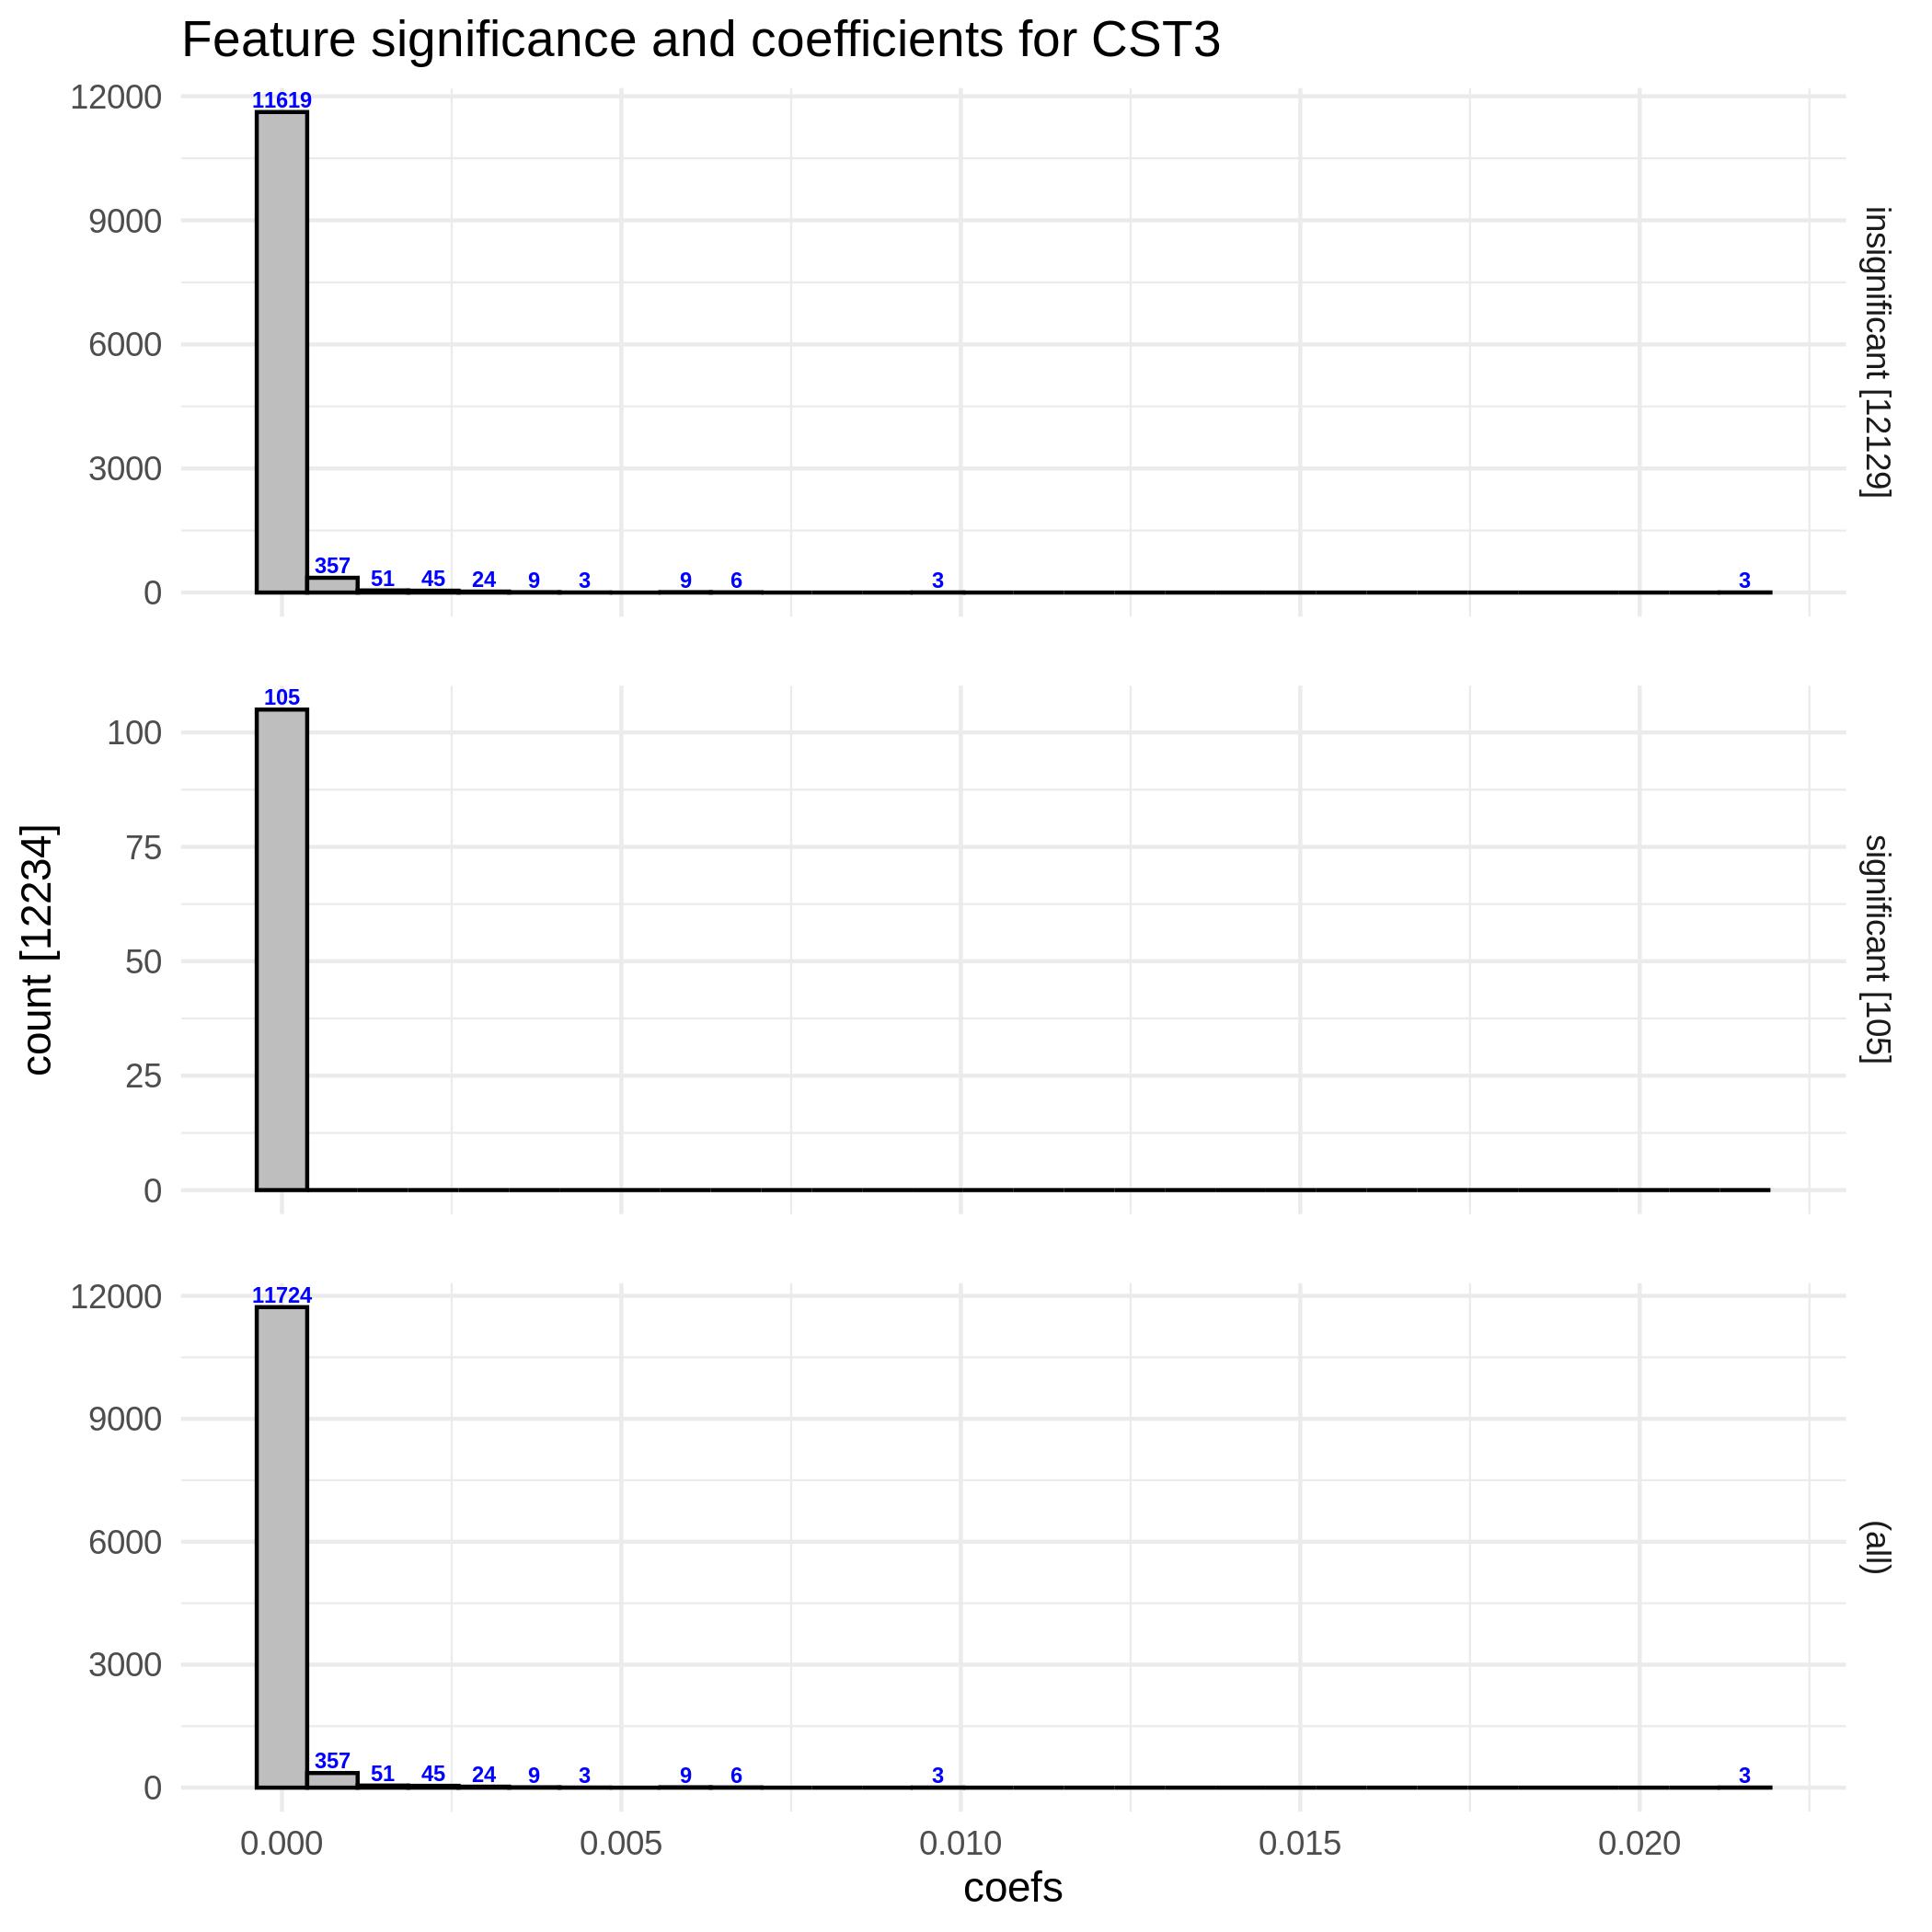 Feature significance and coefficients for CST3
12000
9000
6000
3000
0
11619
357 51 45 24 9 3 9 6 3 3
insignificant [12129]
count [12234]
100
75
50
25
0
105
significant [105]
12000
9000
6000
3000
0
11724
357 51 45 24 9 3 9 6 3 3
(all)
0.000 0.005 0.010 0.015 0.020
coefs